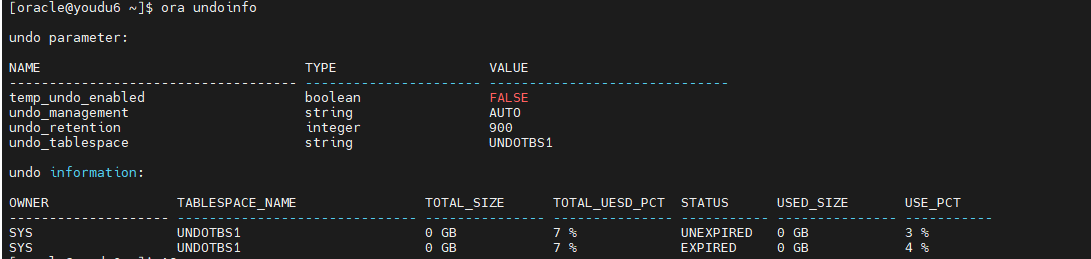 [oracle@youdu6 ~]$ ora undoinfo
undo parameter:
NAME TYPE VALUE
------------------------------------ ---------------------- ------------------------------
temp_undo_enabled boolean FALSE
undo_management string AUTO
undo_retention integer 900
undo_tablespace string UNDOTBS1
undo information:
OWNER TABLESPACE_NAME TOTAL_SIZE TOTAL_UESD_PCT STATUS USED_SIZE USE_PCT
-------------------- ------------------------------ --------------- --------------- ----------- --------------- -----------
SYS UNDOTBS1 0 GB 7 % UNEXPIRED 0 GB 3 %
SYS UNDOTBS1 0 GB 7 % EXPIRED 0 GB 4 %